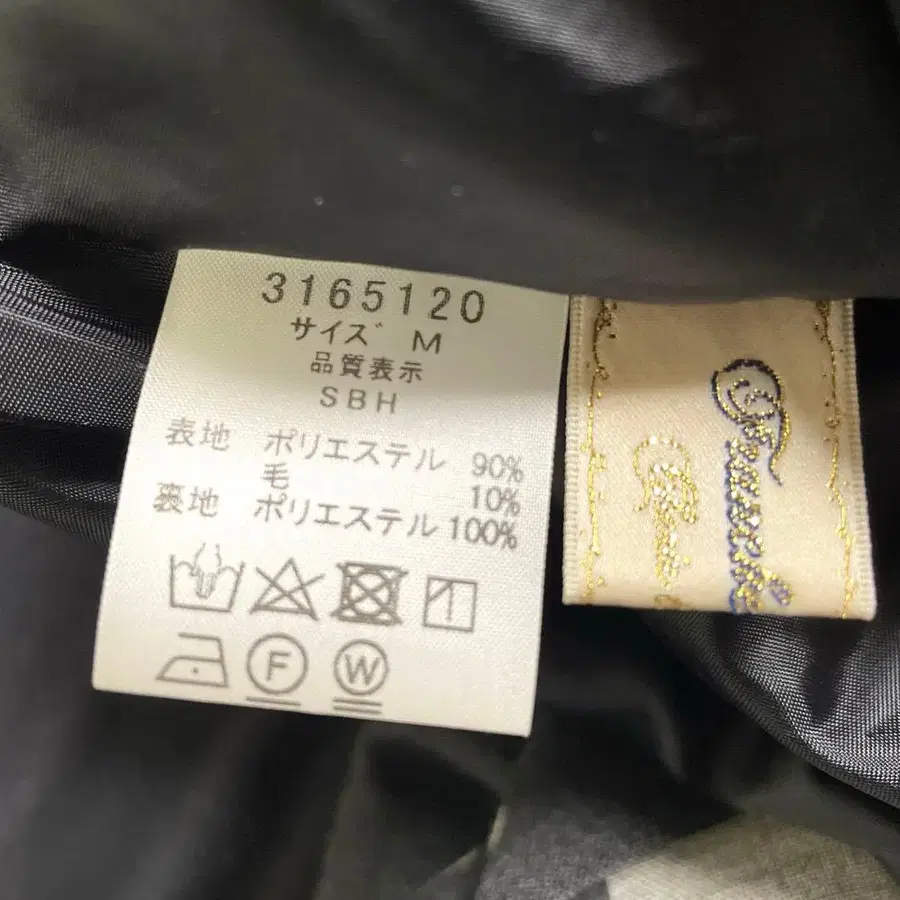 3165120
サイズ M
品質表示
SBH
表地 ポリエステル 90%
毛 10%
裏地 ポリエステル 100%
F
W